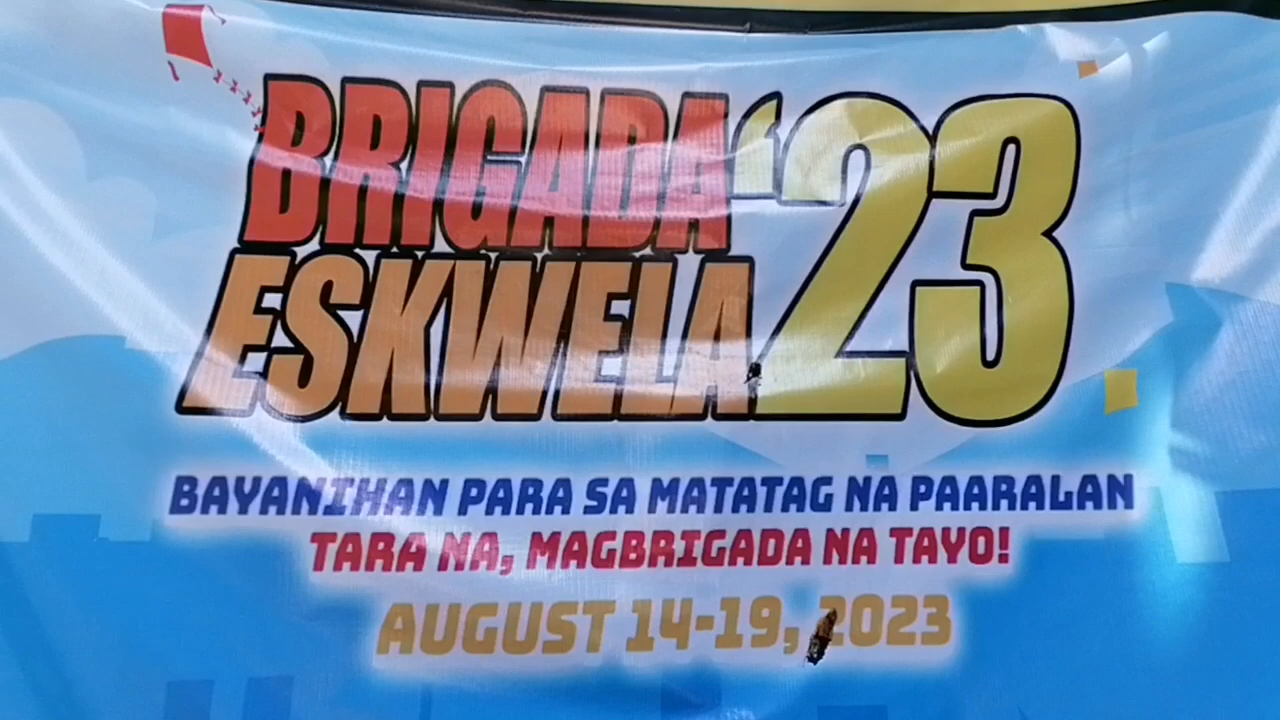 BRIGADA '23
ESKWELA
BAYANIHAN PARA SA MATATAG NA PAARALAN
TARA NA, MAGBRIGADA NA TAYO!
AUGUST 14-19, 2023